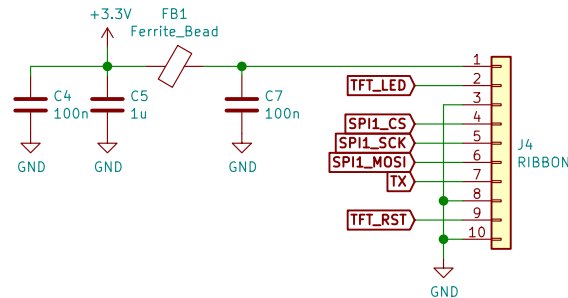 +3.3V
FB1
Ferrite_Bead
C4
100n
C5
1u
C7
100n
GND
GND
GND
1
TFT_LED
2
3
SPI1_CS
4
SPI1_SCK
5
SPI1_MOSI
6
TX
7
8
TFT_RST
9
10
J4
RIBBON
GND